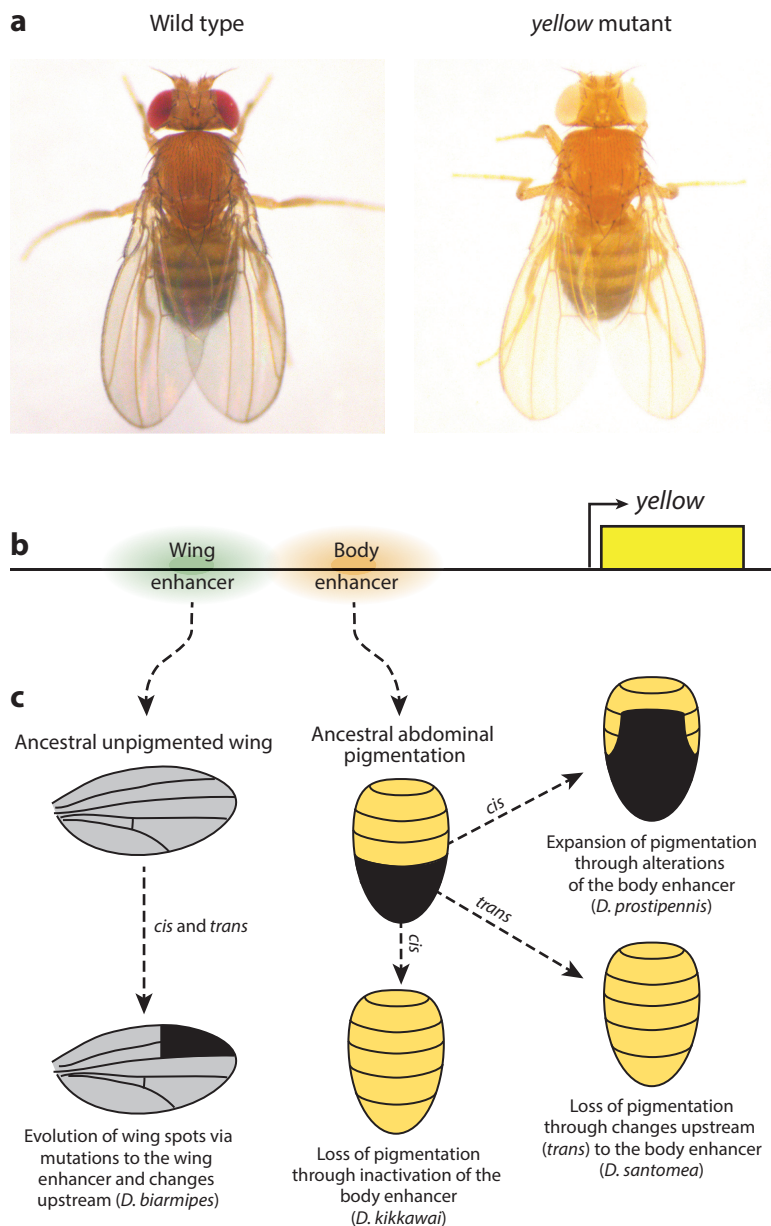 a
Wild type
yellow mutant
b
Wing
enhancer
Body
enhancer
yellow
c
Ancestral unpigmented wing
cis and trans
Evolution of wing spots via
mutations to the wing
enhancer and changes
upstream (D. biarmipes)
Ancestral abdominal
pigmentation
cis
Loss of pigmentation
through inactivation of the
body enhancer
(D. kikkawai)
cis
Expansion of pigmentation
through alterations
of the body enhancer
(D. prostipennis)
trans
Loss of pigmentation
through changes upstream
(trans) to the body enhancer
(D. santomea)